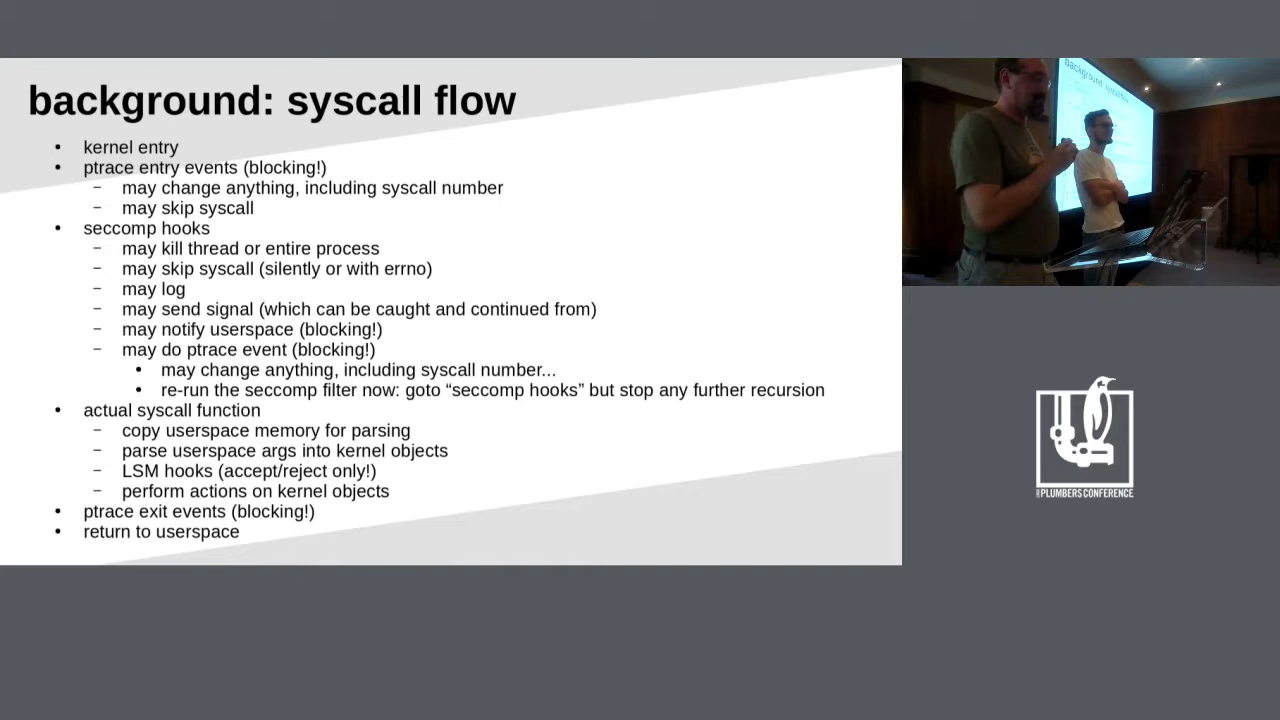 background: syscall flow
• kernel entry
• ptrace entry events (blocking!)
– may change anything, including syscall number
– may skip syscall
• seccomp hooks
– may kill thread or entire process
– may skip syscall (silently or with errno)
– may log
– may send signal (which can be caught and continued from)
– may notify userspace (blocking!)
– may do ptrace event (blocking!)
• may change anything, including syscall number...
• re-run the seccomp filter now: goto “seccomp hooks” but stop any further recursion
• actual syscall function
– copy userspace memory for parsing
– parse userspace args into kernel objects
– LSM hooks (accept/reject only!)
– perform actions on kernel objects
• ptrace exit events (blocking!)
• return to userspace
background: syscall flow
PLUMBERS CONFERENCE